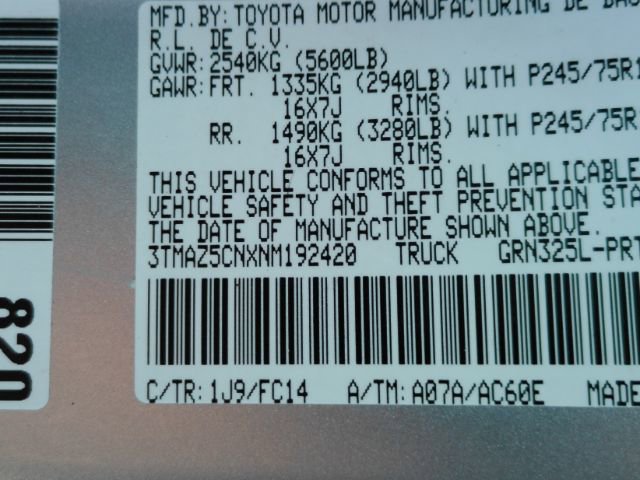 MFD.BY: TOYOTA MOTOR MANUFACTURING DE
R.L. DE C.V.
GVWR: 2540KG (5600LB)
GAWR: FRT. 1335KG (2940LB) WITH P245/75R1
16X7J RIMS.
RR. 1490KG (3280LB) WITH P245/75R1
16X7J RIMS.
THIS VEHICLE CONFORMS TO ALL APPLICABLE
VEHICLE SAFETY AND THEFT PREVENTION STA
THE DATE OF MANUFACTURE SHOWN ABOVE.
3TMAZ5CNXNM192420 TRUCK GRN325L-PRT
C/TR: 1J9/FC14 A/TM: A07A/AC60E MADE
820